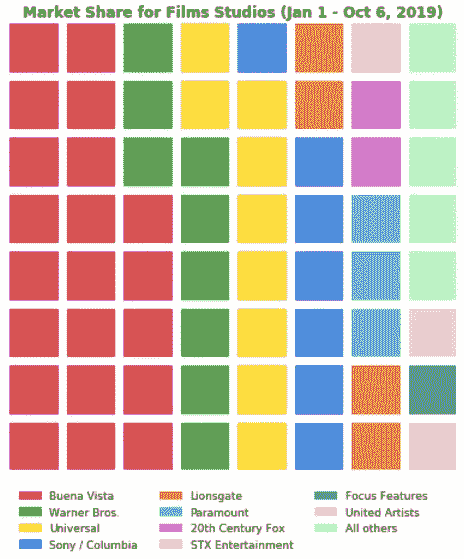 Market Share for Films Studios (Jan 1 - Oct 6, 2019)
Buena Vista
Warner Bros.
Universal
Sony / Columbia
Lionsgate
Paramount
20th Century Fox
STX Entertainment
Focus Features
United Artists
All others